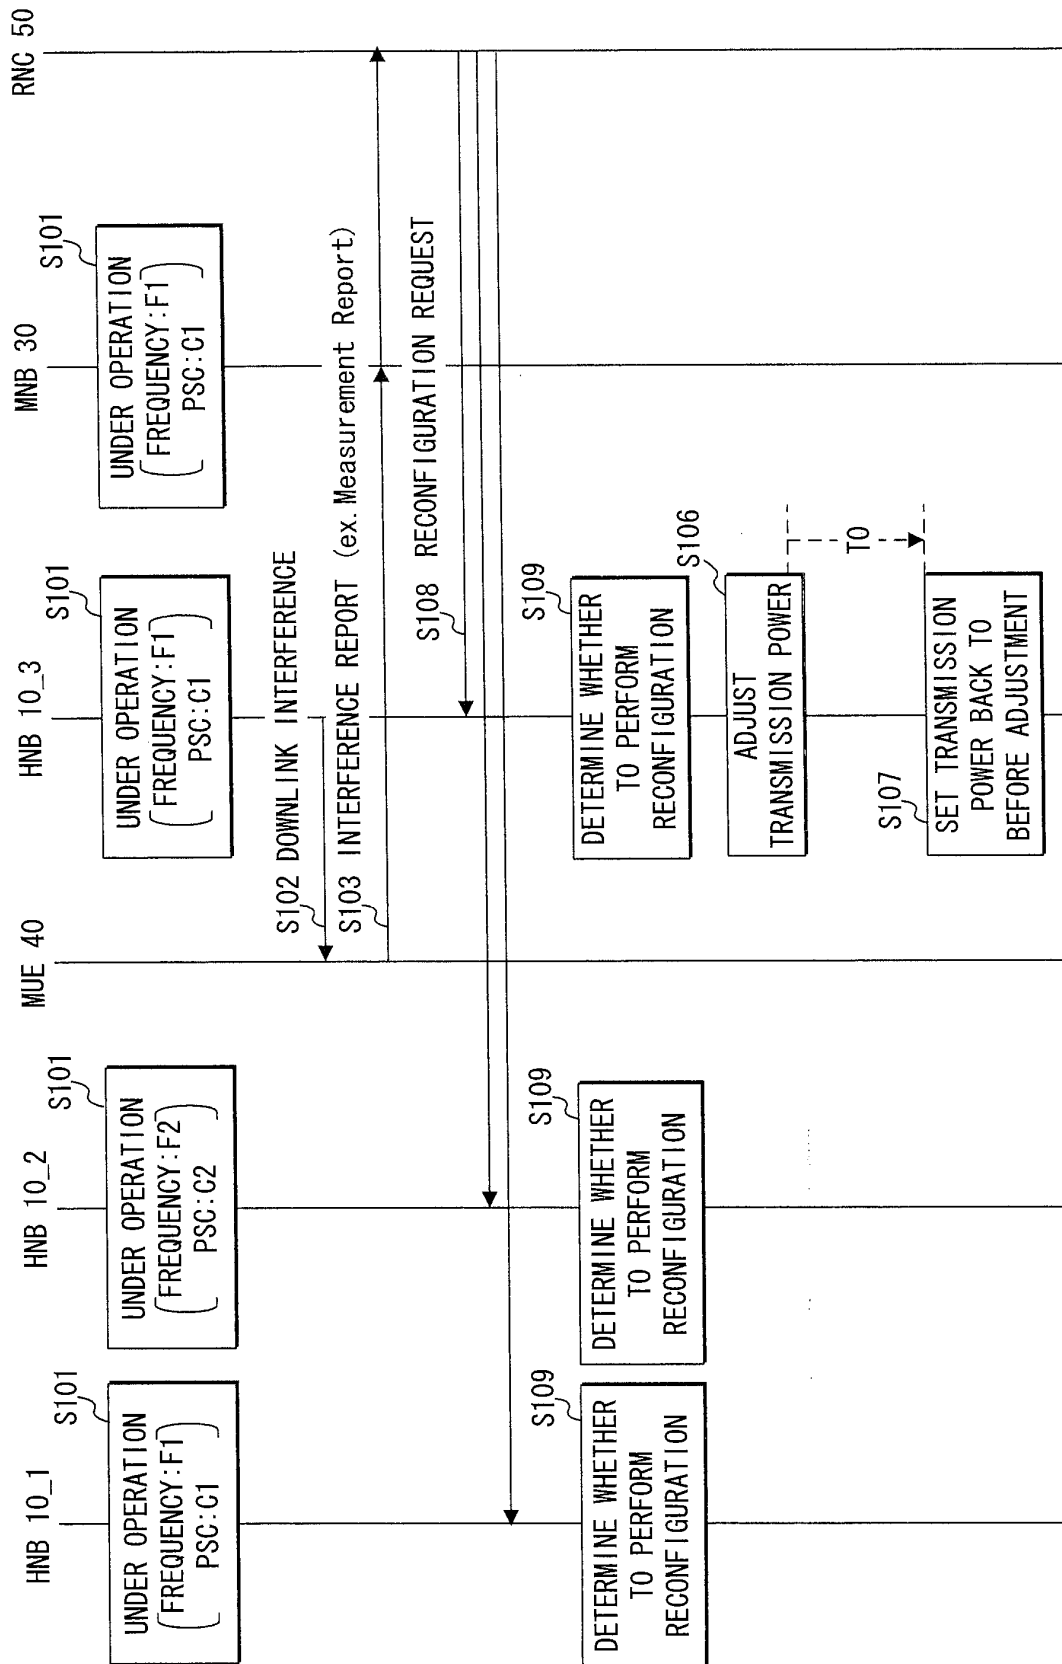 HNB 10_1
HNB 10_2
MUE 40
HNB 10_3
MNB 30
RNC 50
S101
UNDER OPERATION
FREQUENCY:F1
PSC:C1
S101
UNDER OPERATION
FREQUENCY:F2
PSC:C2
S101
UNDER OPERATION
FREQUENCY:F1
PSC:C1
S101
UNDER OPERATION
FREQUENCY:F1
PSC:C1
S102 DOWNLINK INTERFERENCE
S103 INTERFERENCE REPORT (ex. Measurement Report)
S108 RECONFIGURATION REQUEST
S109
DETERMINE WHETHER
TO PERFORM
RECONFIGURATION
S109
DETERMINE WHETHER
TO PERFORM
RECONFIGURATION
S109
DETERMINE WHETHER
TO PERFORM
RECONFIGURATION
S106
ADJUST
TRANSMISSION POWER
T0
S107
SET TRANSMISSION
POWER BACK TO
BEFORE ADJUSTMENT